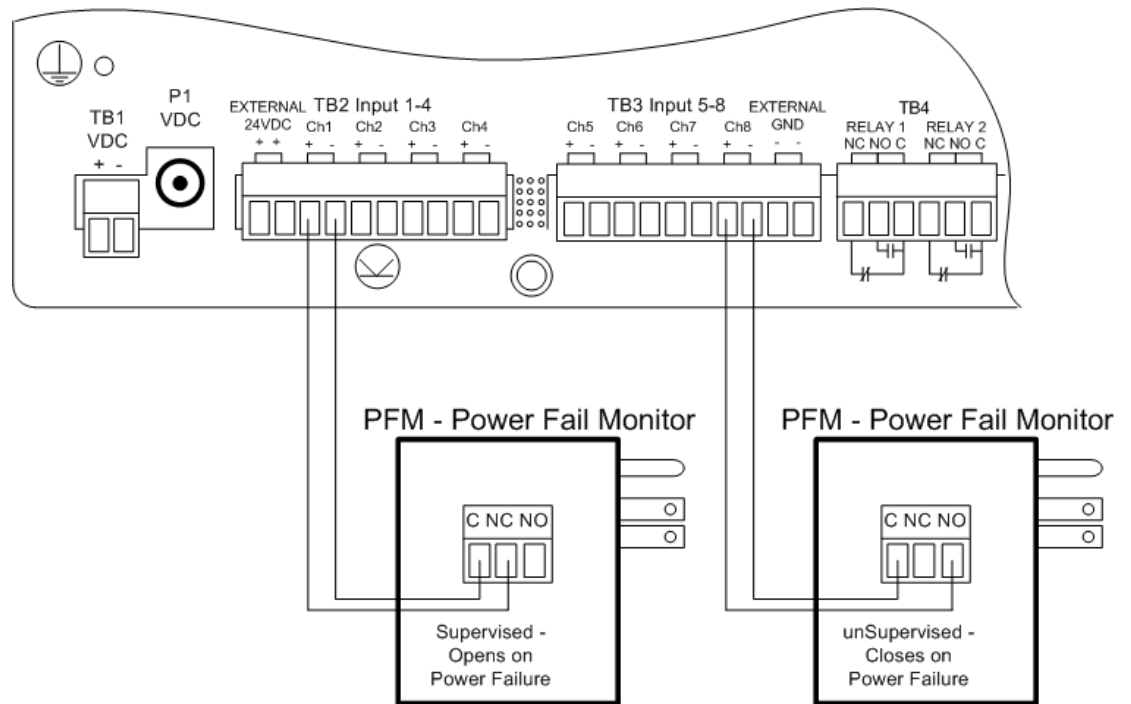 P1
VDC
TB1
VDC
+ -
EXTERNAL
24VDC
+ +
TB2 Input 1-4
Ch1 Ch2 Ch3 Ch4
+ - + - + - + -
TB3 Input 5-8
Ch5 Ch6 Ch7 Ch8
+ - + - + - + -
EXTERNAL
GND
- -
TB4
RELAY 1 RELAY 2
NC NO C NC NO C
PFM - Power Fail Monitor
C NC NO
Supervised -
Opens on
Power Failure
PFM - Power Fail Monitor
C NC NO
unSupervised -
Closes on
Power Failure